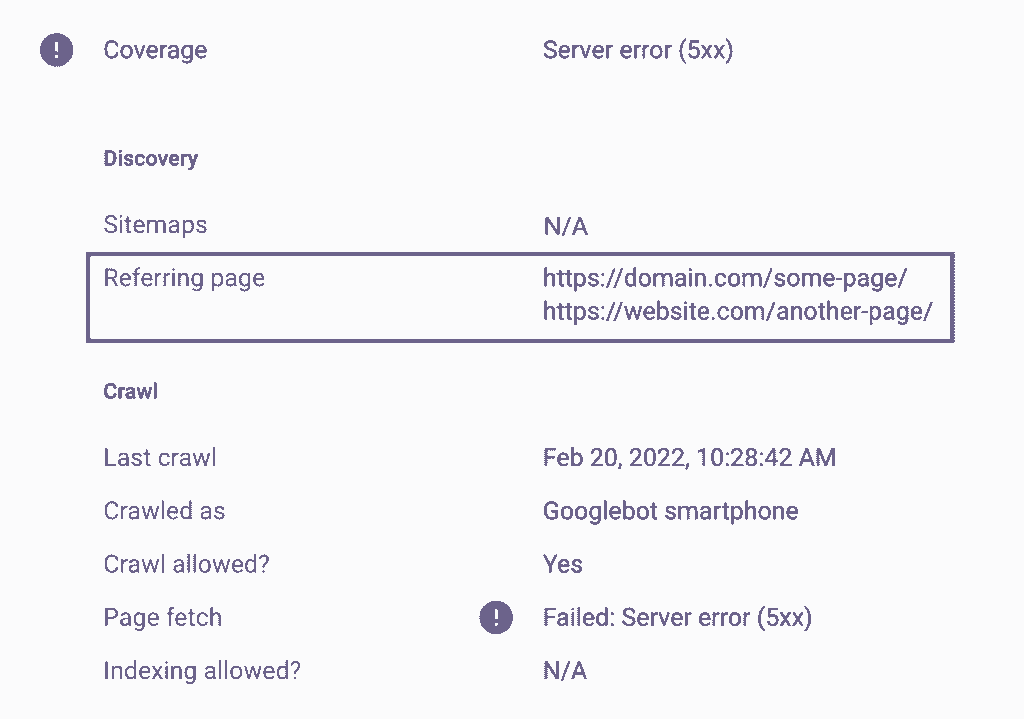 Coverage Server error (5xx)
Discovery
Sitemaps N/A
Referring page https://domain.com/some-page/
https://website.com/another-page/
Crawl
Last crawl Feb 20, 2022, 10:28:42 AM
Crawled as Googlebot smartphone
Crawl allowed? Yes
Page fetch Failed: Server error (5xx)
Indexing allowed? N/A